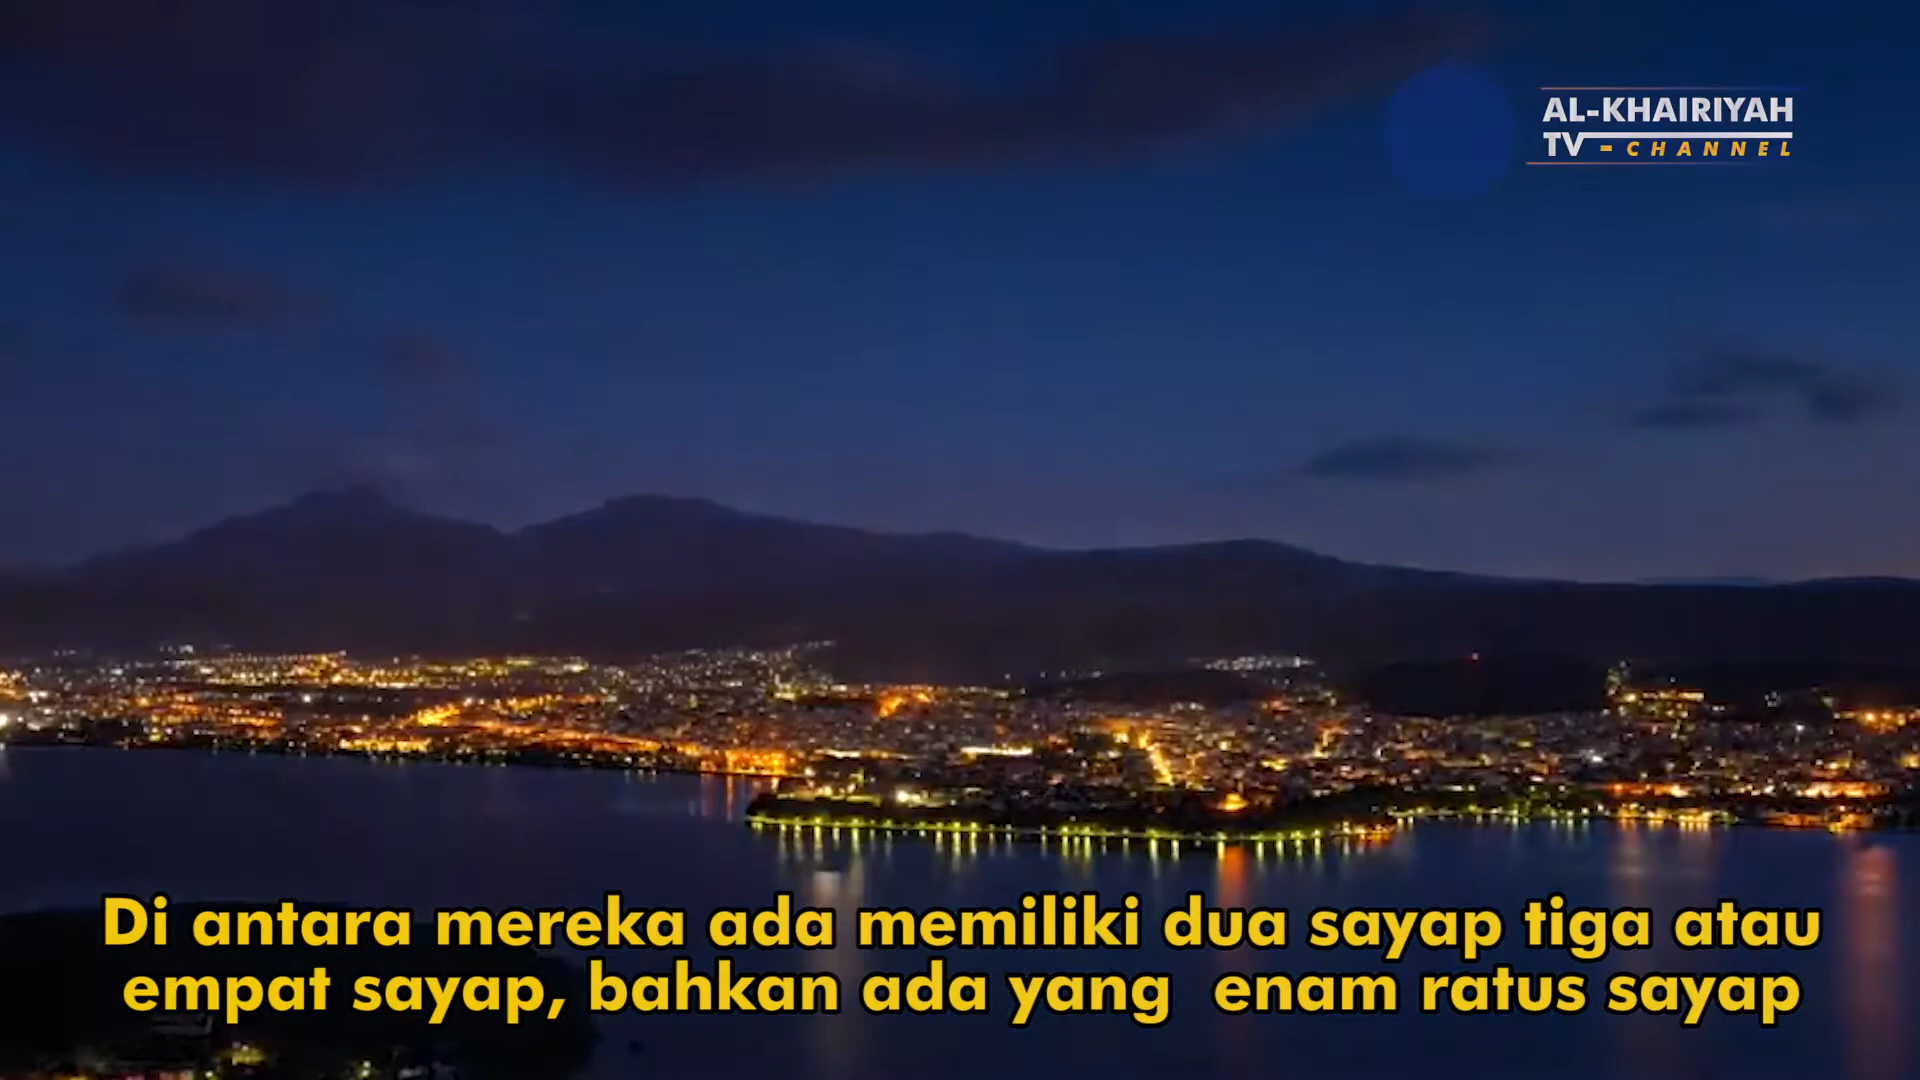 AL-KHAIRIYAH
TV - CHANNEL
Di antara mereka ada memiliki dua sayap tiga atau
empat sayap, bahkan ada yang enam ratus sayap